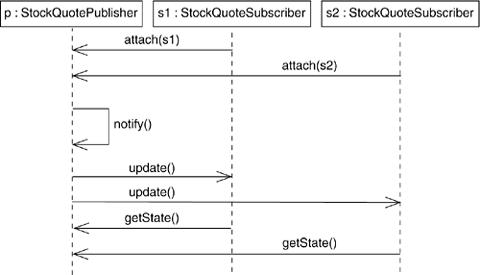 p : StockQuotePublisher
s1 : StockQuoteSubscriber
s2 : StockQuoteSubscriber
attach(s1)
attach(s2)
notify()
update()
update()
getState()
getState()